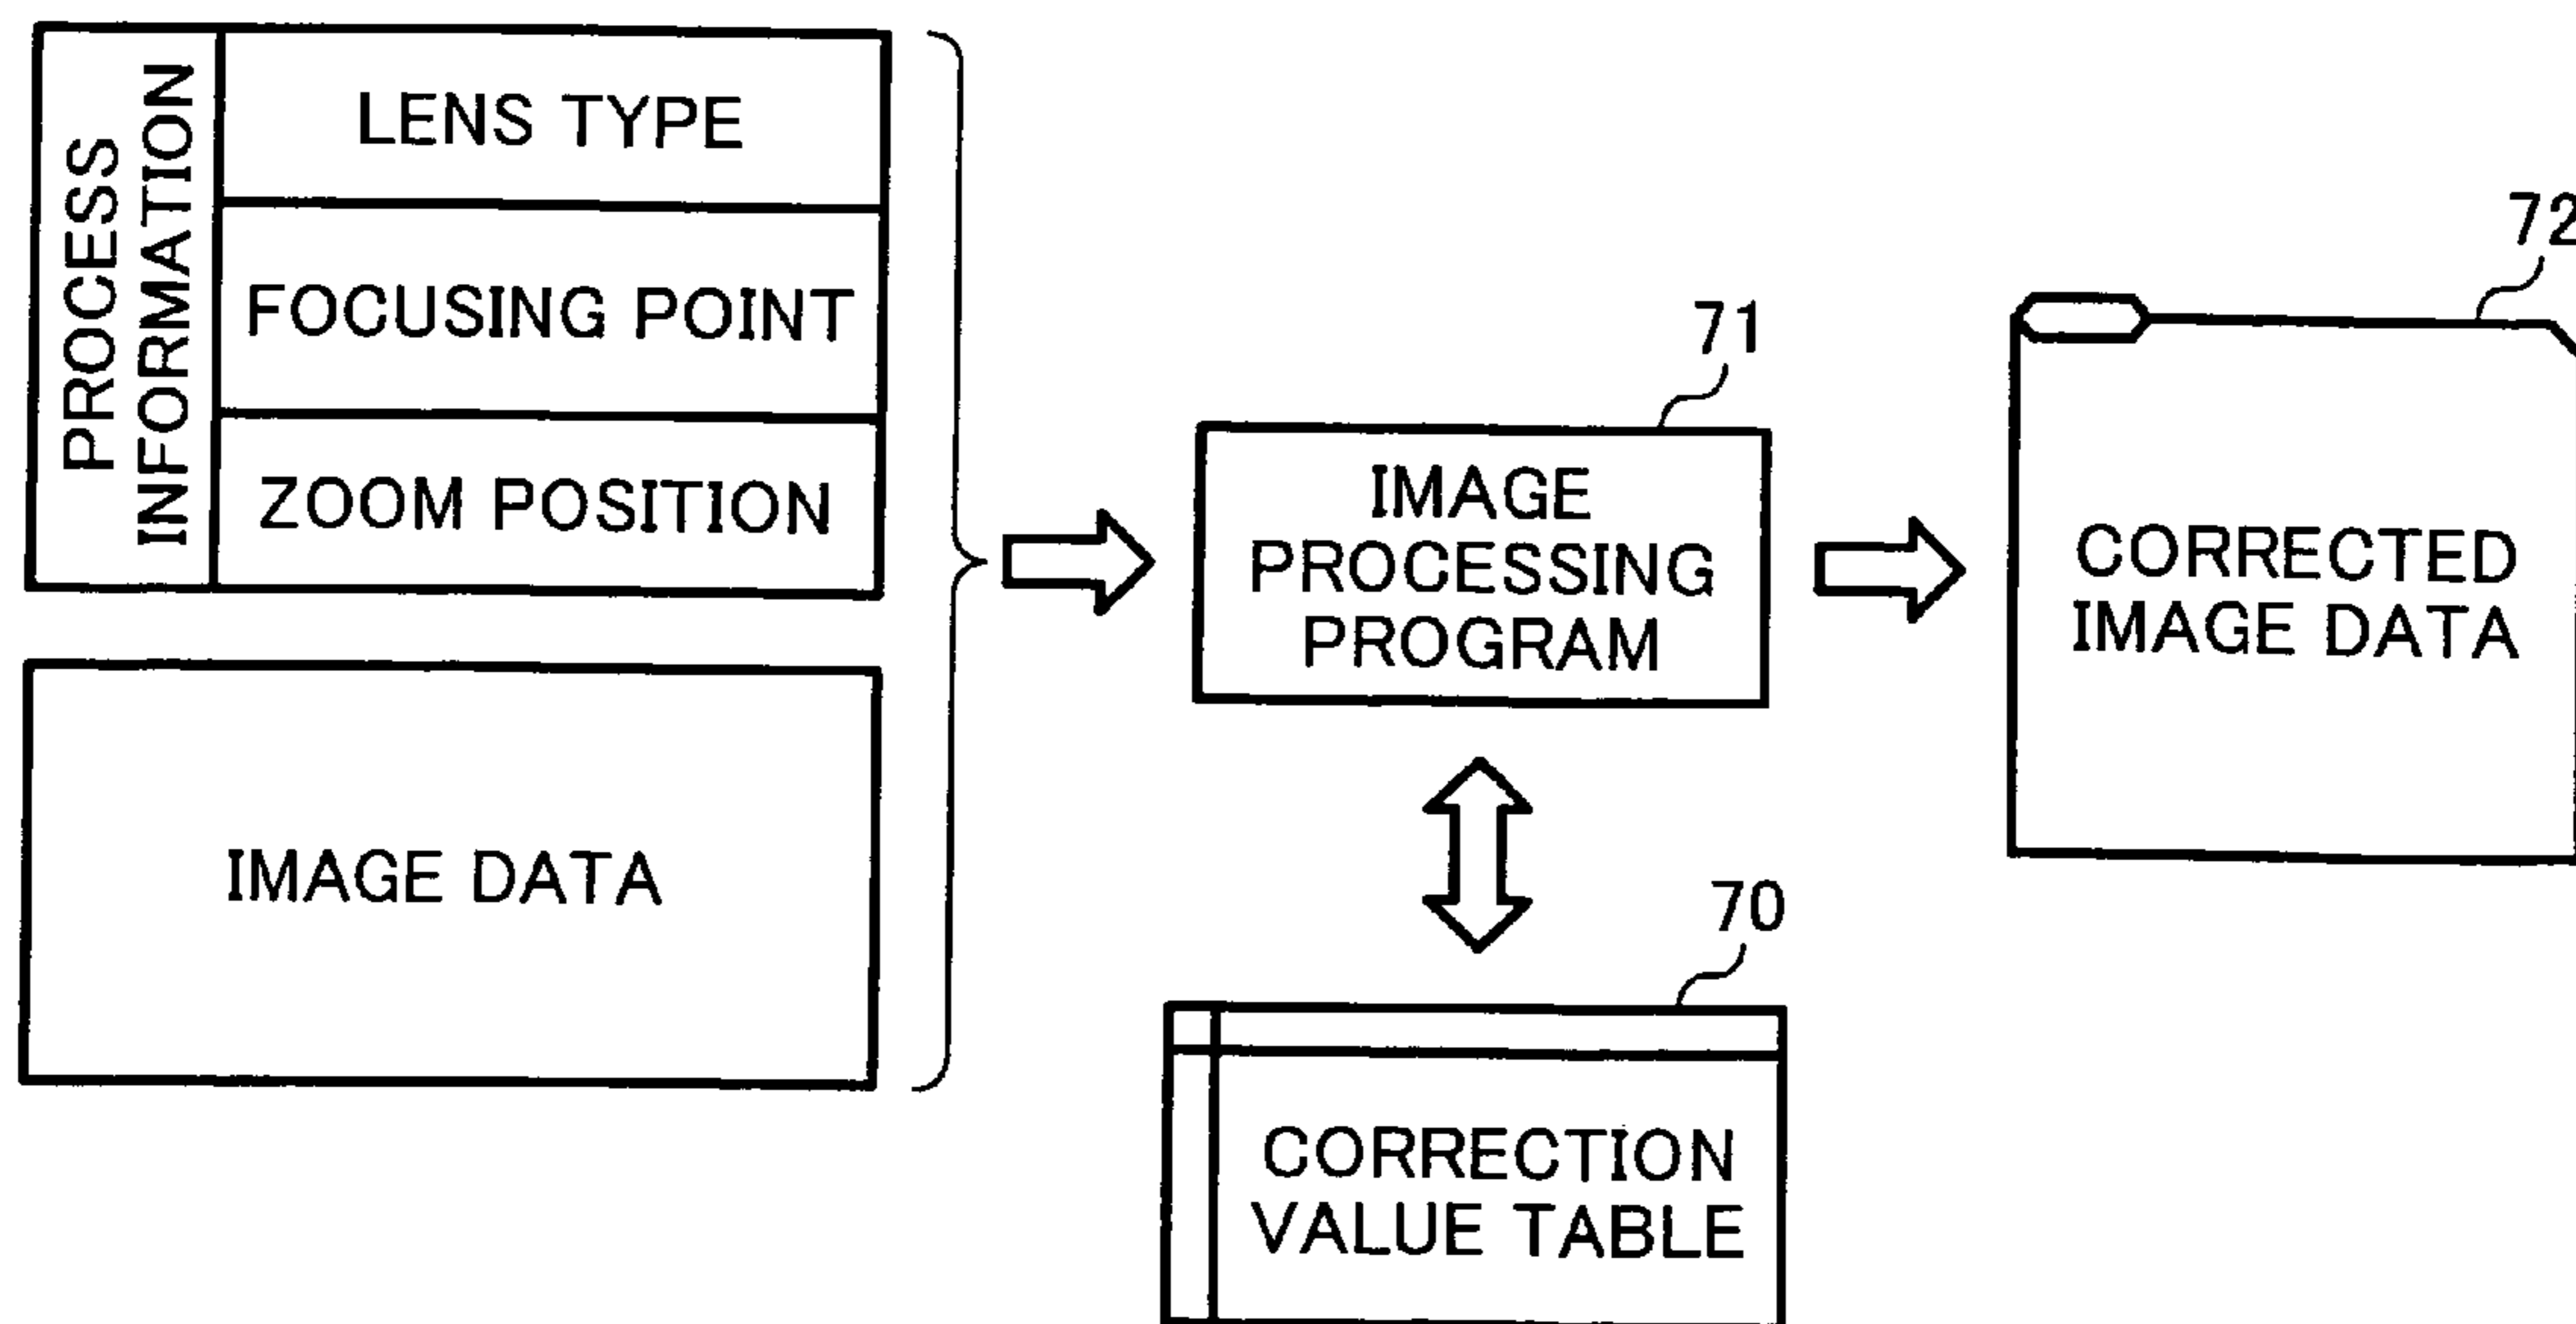 PROCESS
INFORMATION
LENS TYPE
FOCUSING POINT
ZOOM POSITION
IMAGE DATA
71
IMAGE
PROCESSING
PROGRAM
70
CORRECTION
VALUE TABLE
72
CORRECTED
IMAGE DATA